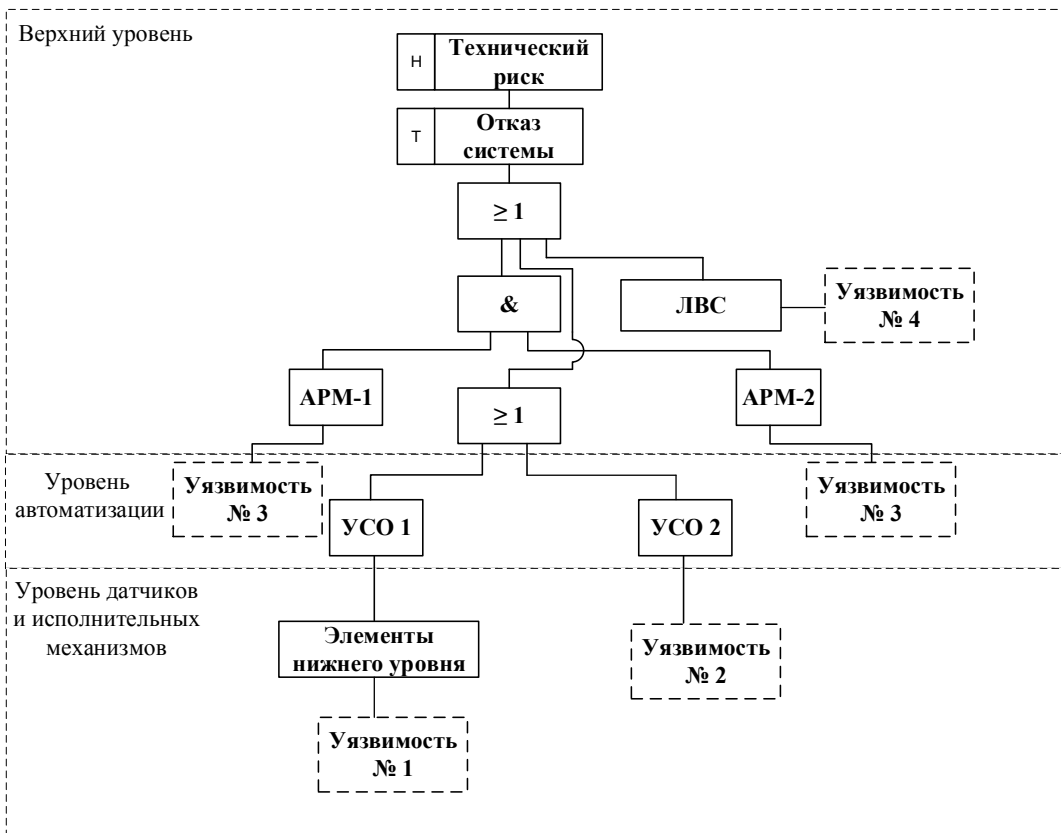 Верхний уровень
Н
Технический
риск
Т
Отказ
системы
≥ 1
&
ЛВС
Уязвимость
№ 4
АРМ-1
≥ 1
АРМ-2
Уровень
автоматизации
Уязвимость
№ 3
УСО 1
УСО 2
Уязвимость
№ 3
Уровень датчиков
и исполнительных
механизмов
Элементы
нижнего уровня
Уязвимость
№ 2
Уязвимость
№ 1